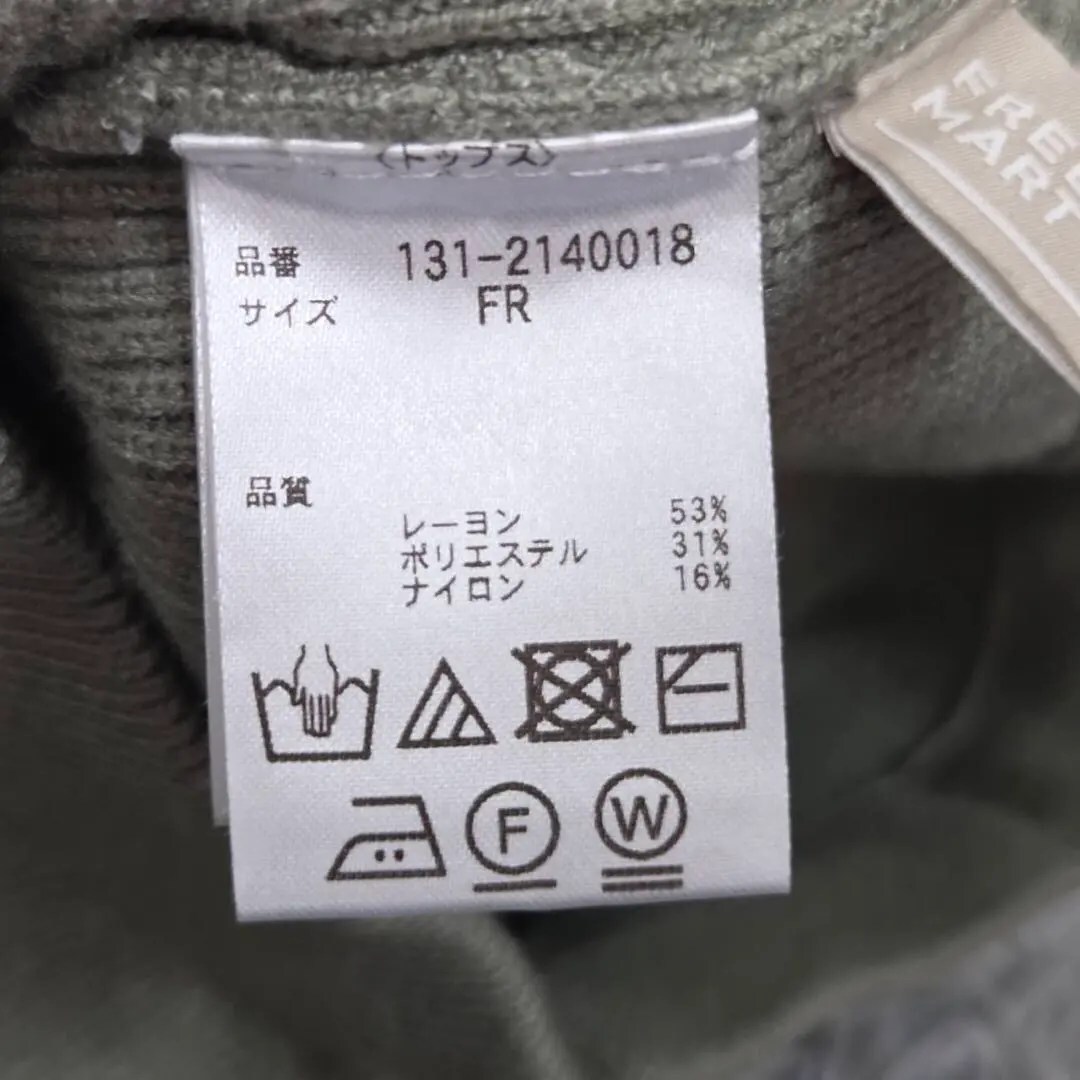 〈トップス〉
品番 131-2140018
サイズ FR
品質
レーヨン 53%
ポリエステル 31%
ナイロン 16%
F
W
FREE
MART